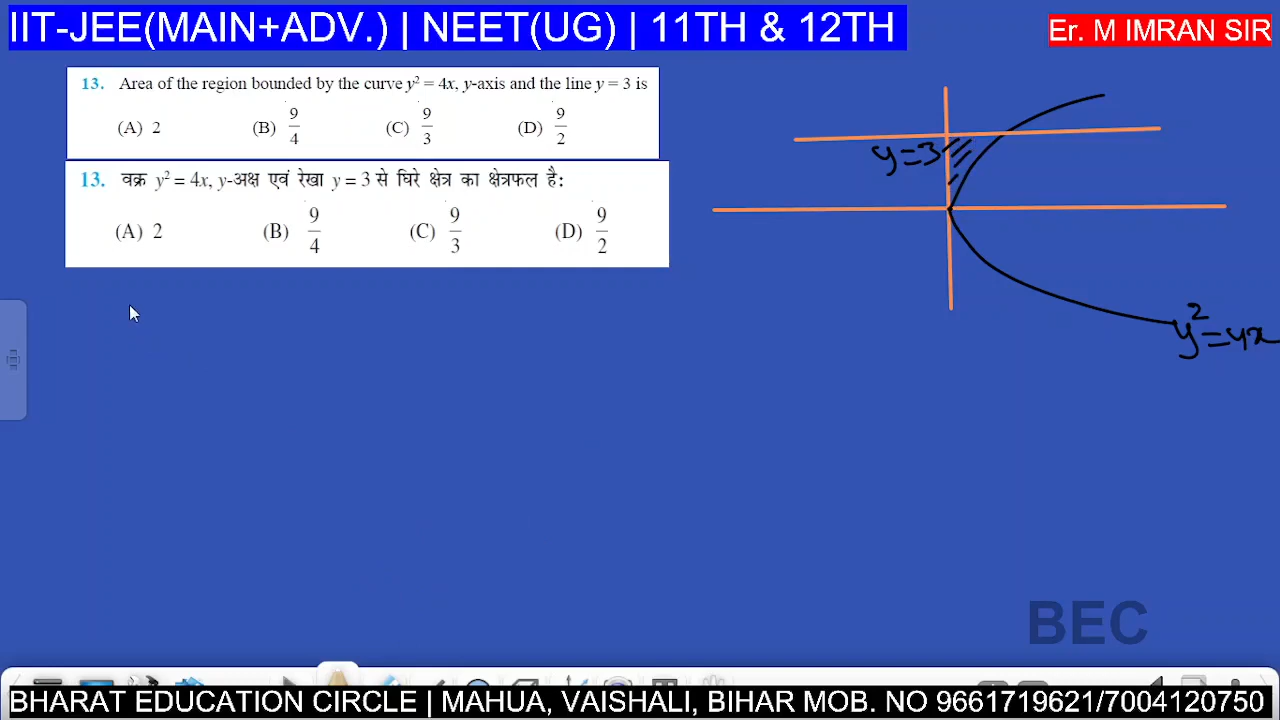 IIT-JEE(MAIN+ADV.) | NEET(UG) | 11TH & 12TH
Er. M IMRAN SIR
13. Area of the region bounded by the curve y² = 4x, y-axis and the line y = 3 is
(A) 2 (B) 9/4 (C) 9/3 (D) 9/2
13. वक्र y² = 4x, y-अक्ष एवं रेखा y = 3 से घिरे क्षेत्र का क्षेत्रफल है:
(A) 2 (B) 9/4 (C) 9/3 (D) 9/2
y=3
y²=4x
BEC
BHARAT EDUCATION CIRCLE | MAHUA, VAISHALI, BIHAR MOB. NO 9661719621/7004120750